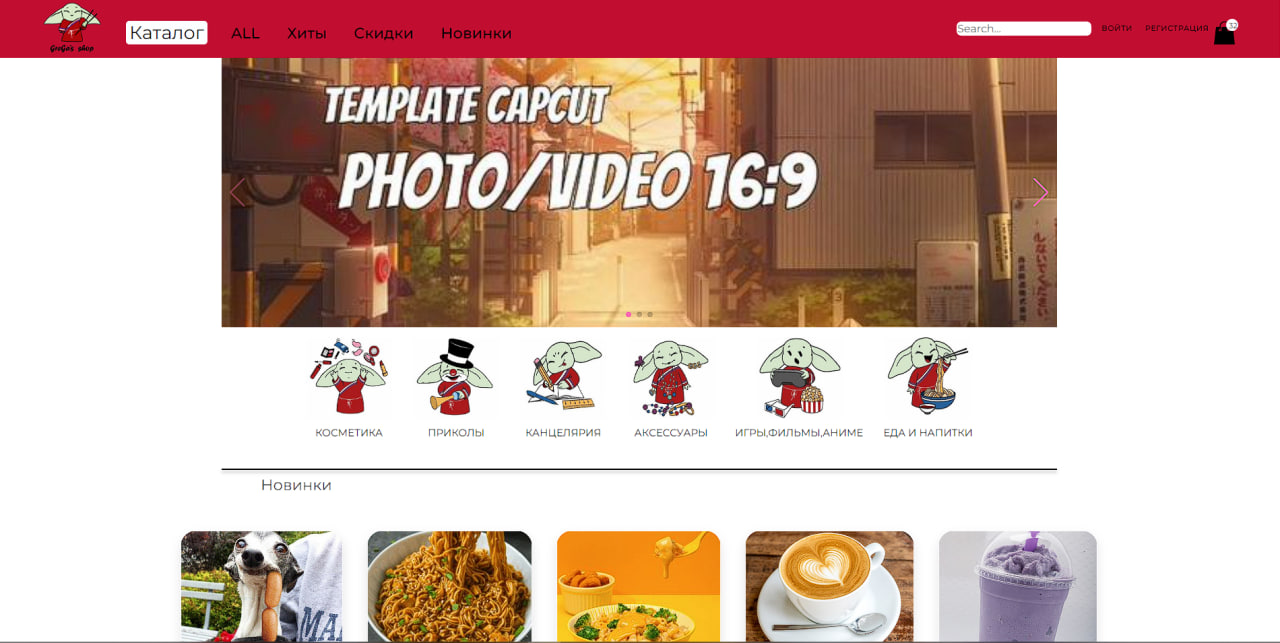 GroGu's shop
Каталог ALL Хиты Скидки Новинки
Search...
ВОЙТИ РЕГИСТРАЦИЯ 32
TEMPLATE CAPCUT
PHOTO/VIDEO 16:9
КОСМЕТИКА ПРИКОЛЫ КАНЦЕЛЯРИЯ АКСЕССУАРЫ ИГРЫ,ФИЛЬМЫ,АНИМЕ ЕДА И НАПИТКИ
Новинки